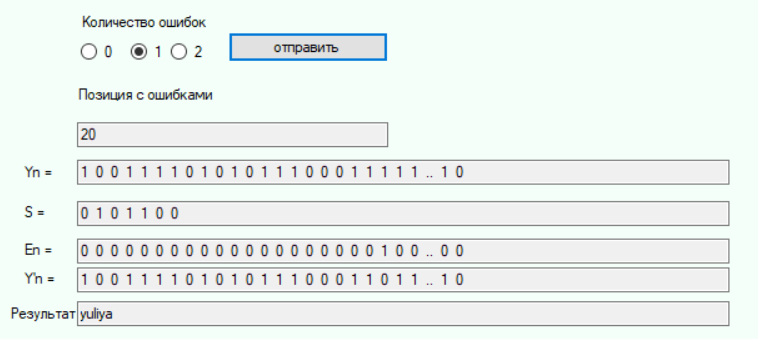 Количество ошибок
0 1 2 отправить
Позиция с ошибками
20
Yn = 1 0 0 1 1 1 1 0 1 0 1 0 1 1 1 0 0 0 1 1 1 1 1 .. 1 0
S = 0 1 0 1 1 0 0
En = 0 0 0 0 0 0 0 0 0 0 0 0 0 0 0 0 0 0 0 0 1 0 0 .. 0 0
Y'n = 1 0 0 1 1 1 1 0 1 0 1 0 1 1 1 0 0 0 1 1 0 1 1 .. 1 0
Результат yuliya